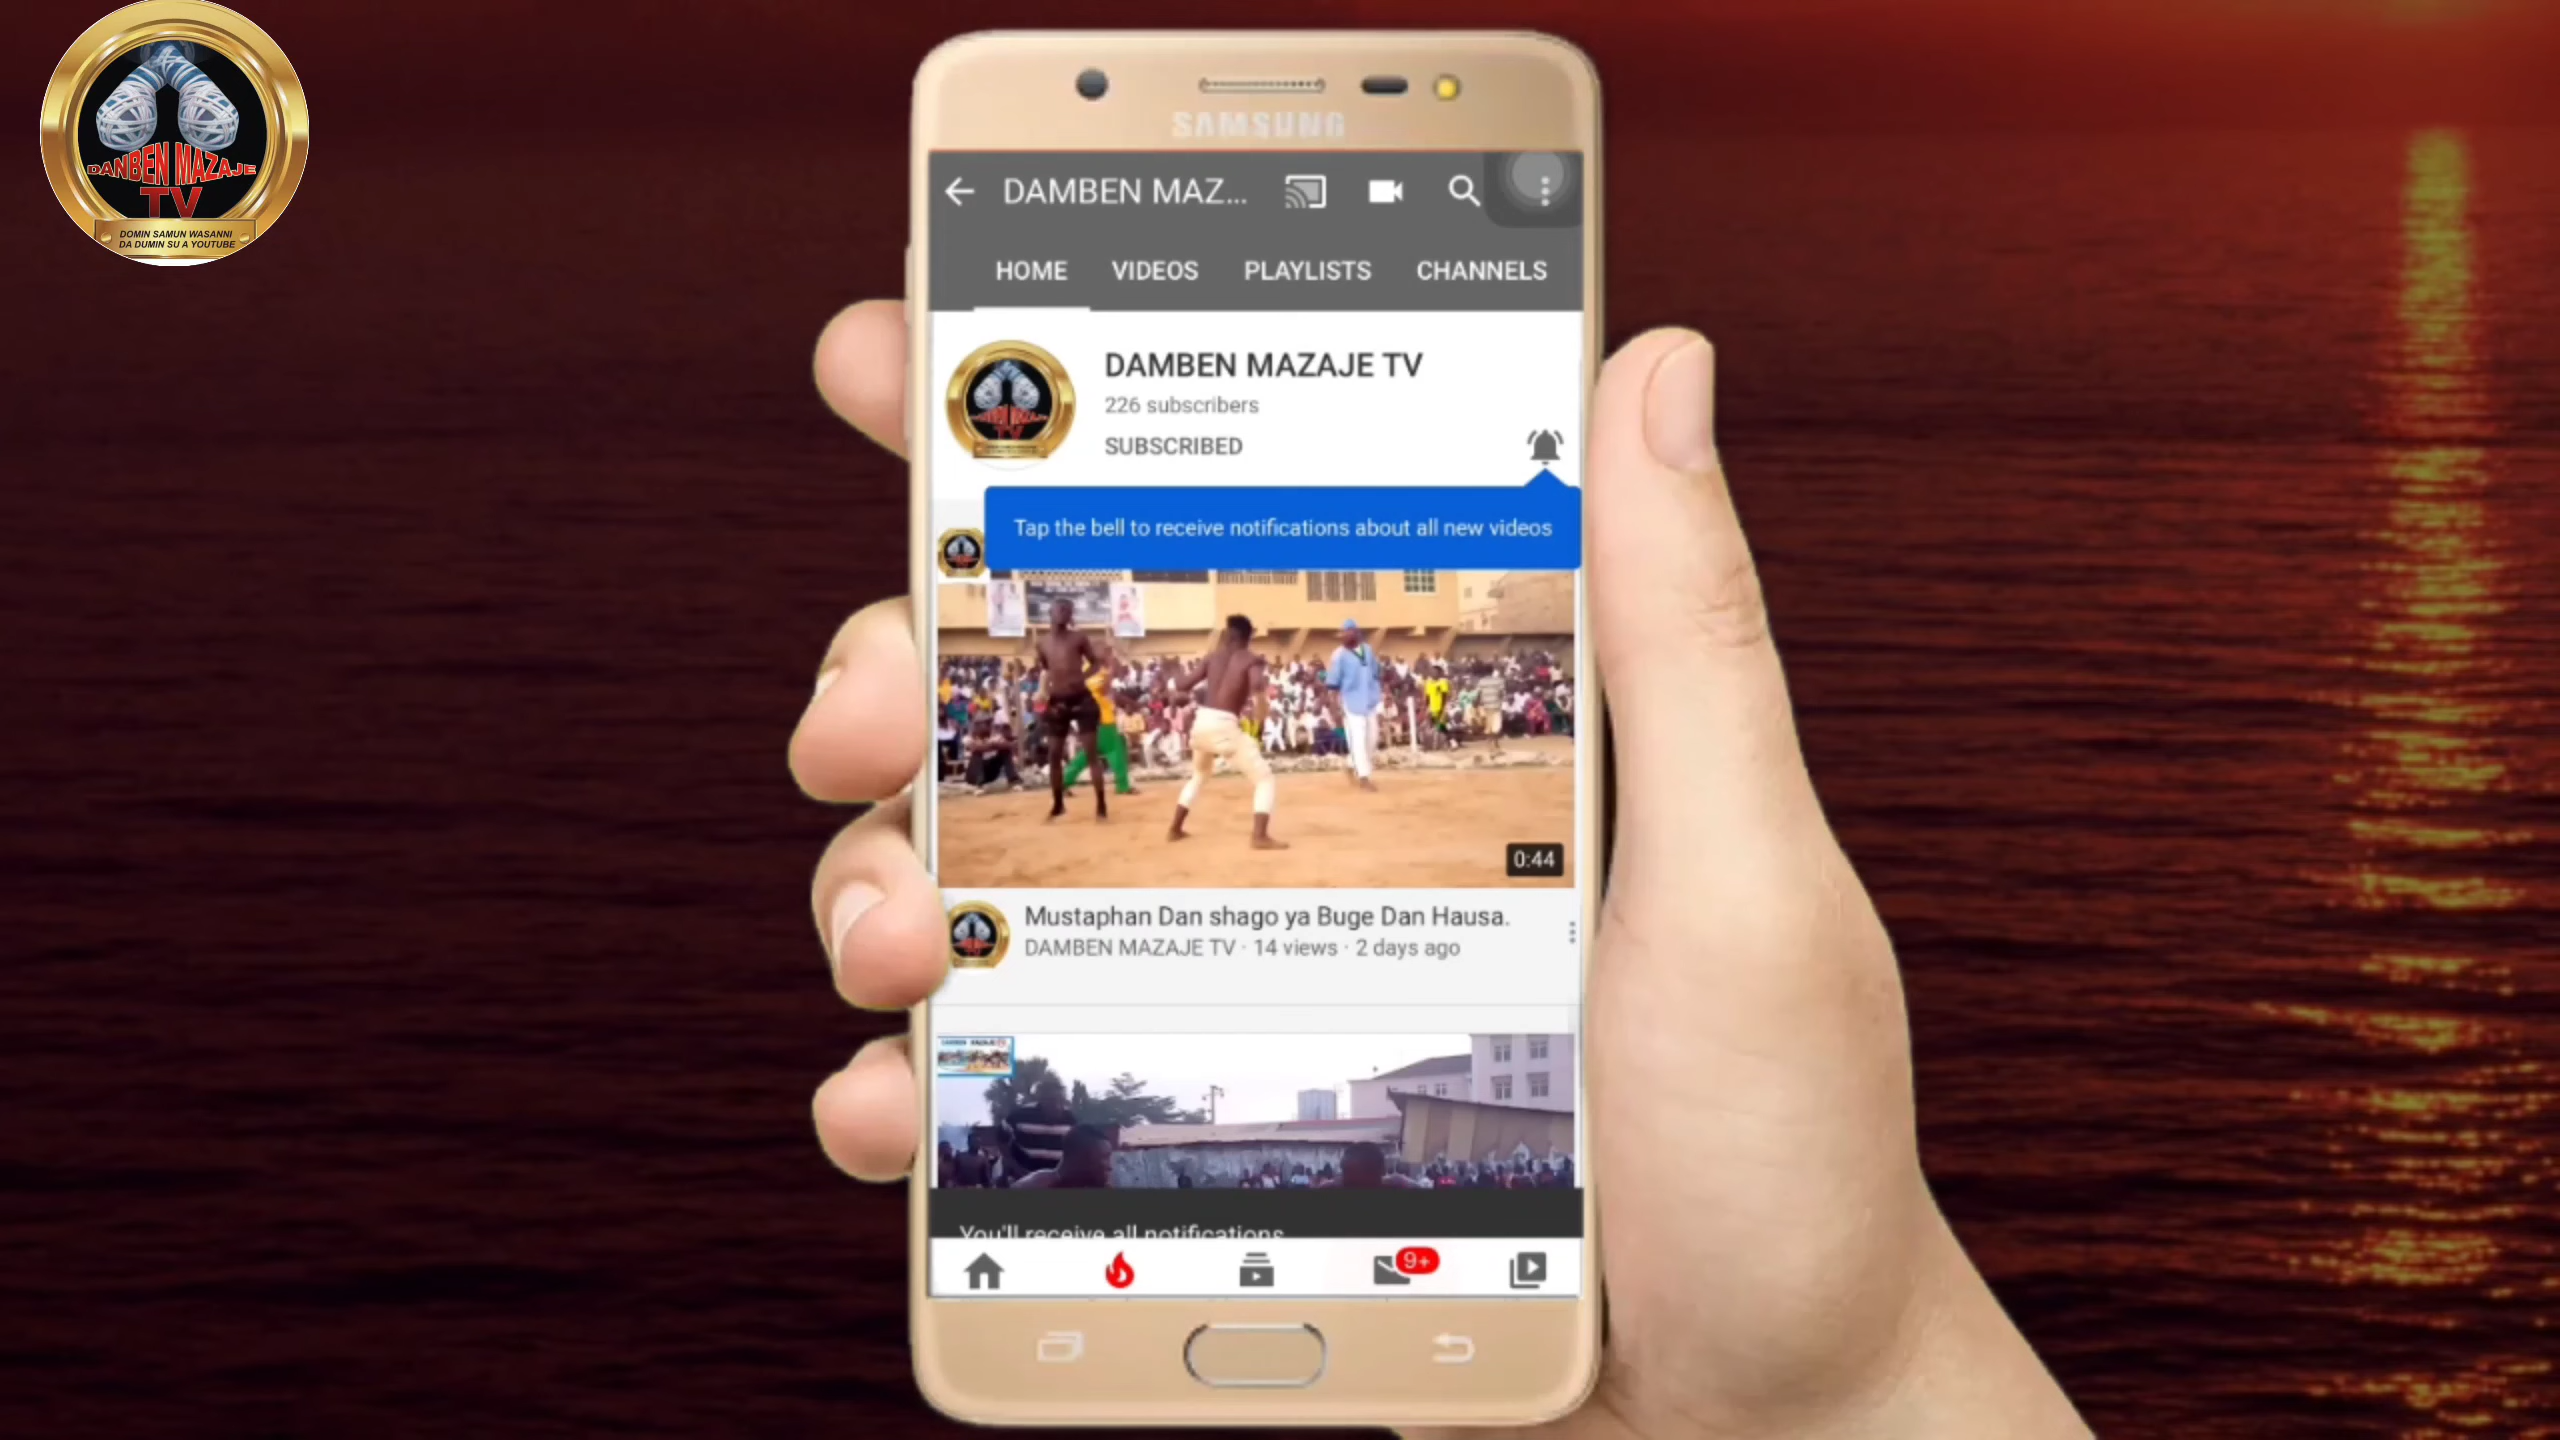 DANBEN MAZAJE
TV
DOMIN SAMUN WASANNI
DA DUMIN SU A YOUTUBE
SAMSUNG
DAMBEN MAZ...
HOME VIDEOS PLAYLISTS CHANNELS
DAMBEN MAZAJE TV
226 subscribers
SUBSCRIBED
Tap the bell to receive notifications about all new videos
0:44
Mustaphan Dan shago ya Buge Dan Hausa.
DAMBEN MAZAJE TV · 14 views · 2 days ago
You'll receive all notifications
9+